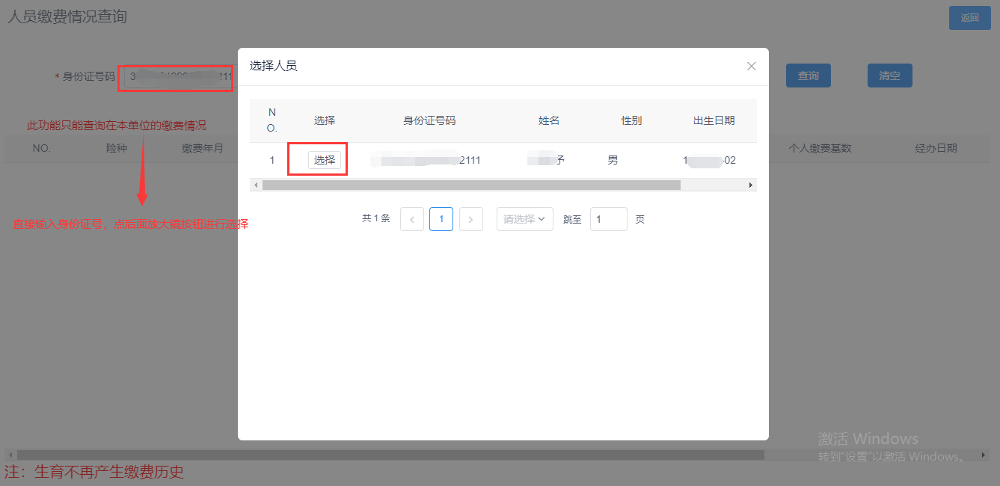 人员缴费情况查询
返回
选择人员
* 身份证号码 3 111
查询 清空
此功能只能查询在本单位的缴费情况
NO. 险种 缴费年月 个人缴费基数 经办日期
NO. 选择 身份证号码 姓名 性别 出生日期
1 选择 2111 予 男 1 -02
共 1 条 1 请选择 跳至 1 页
直接输入身份证号，点后面放大镜按钮进行选择
激活 Windows
转到"设置"以激活 Windows。
注：生育不再产生缴费历史